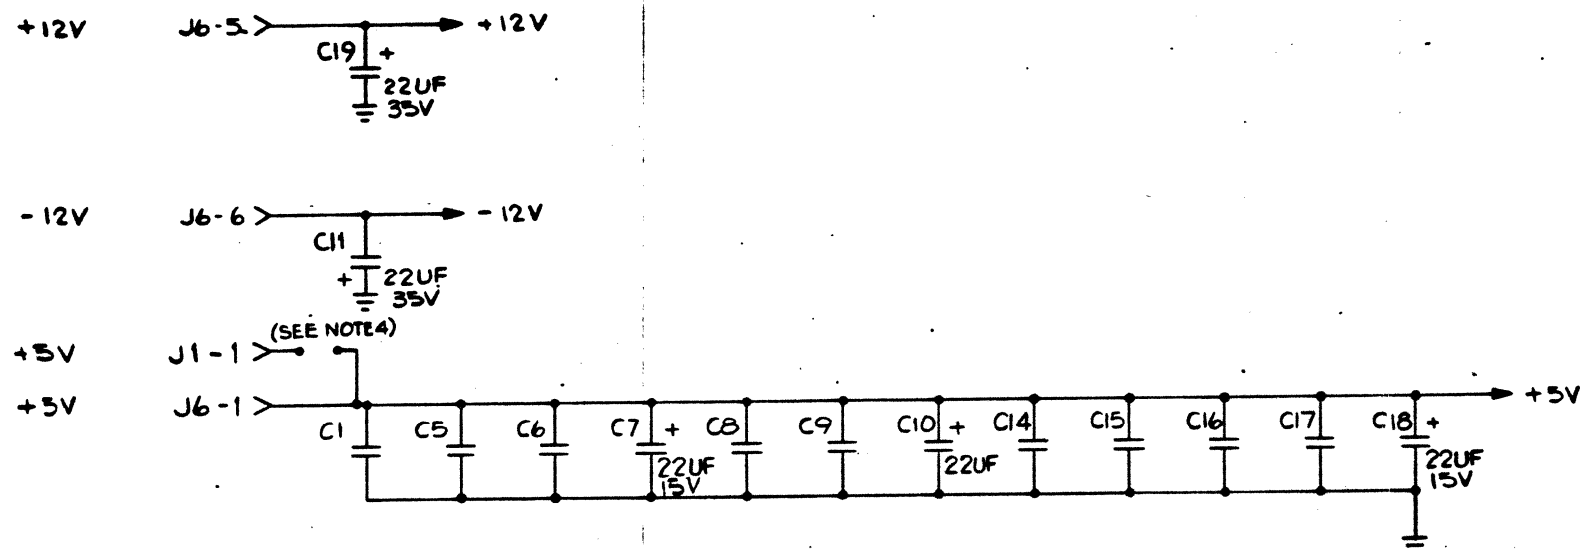 +12V J6-5 +12V
C19 +
22UF
35V
-12V J6-6 -12V
C11
+ 22UF
35V
(SEE NOTE4)
+5V J1-1
+5V J6-1 +5V
C1 C5 C6 C7 + C8 C9 C10 + C14 C15 C16 C17 C18 +
22UF 22UF 22UF
15V 15V